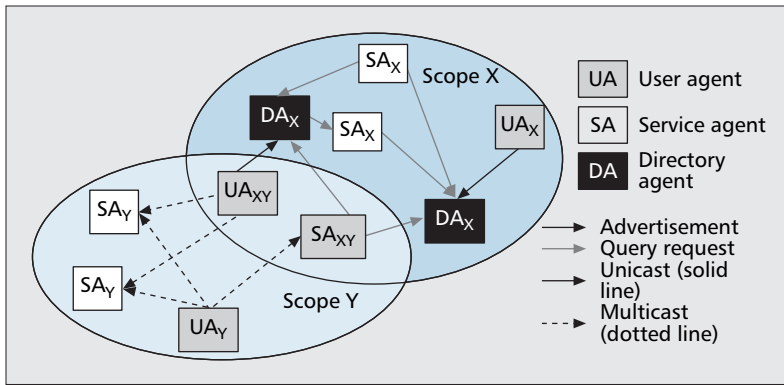 SA_X
Scope X
DA_X
SA_X
UA_X
UA_XY
SA_Y
DA_X
SA_XY
SA_Y
Scope Y
UA_Y
UA User agent
SA Service agent
DA Directory
agent
Advertisement
Query request
Unicast (solid
line)
Multicast
(dotted line)